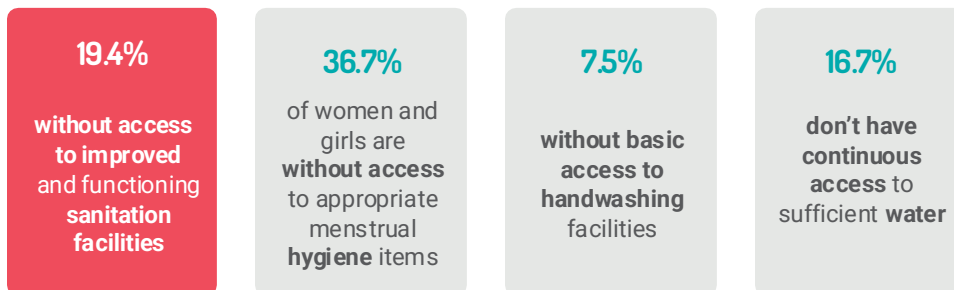 19.4%
without access
to improved
and functioning
sanitation
facilities
36.7%
of women and
girls are
without access
to appropriate
menstrual
hygiene items
7.5%
without basic
access to
handwashing
facilities
16.7%
don't have
continuous
access to
sufficient water